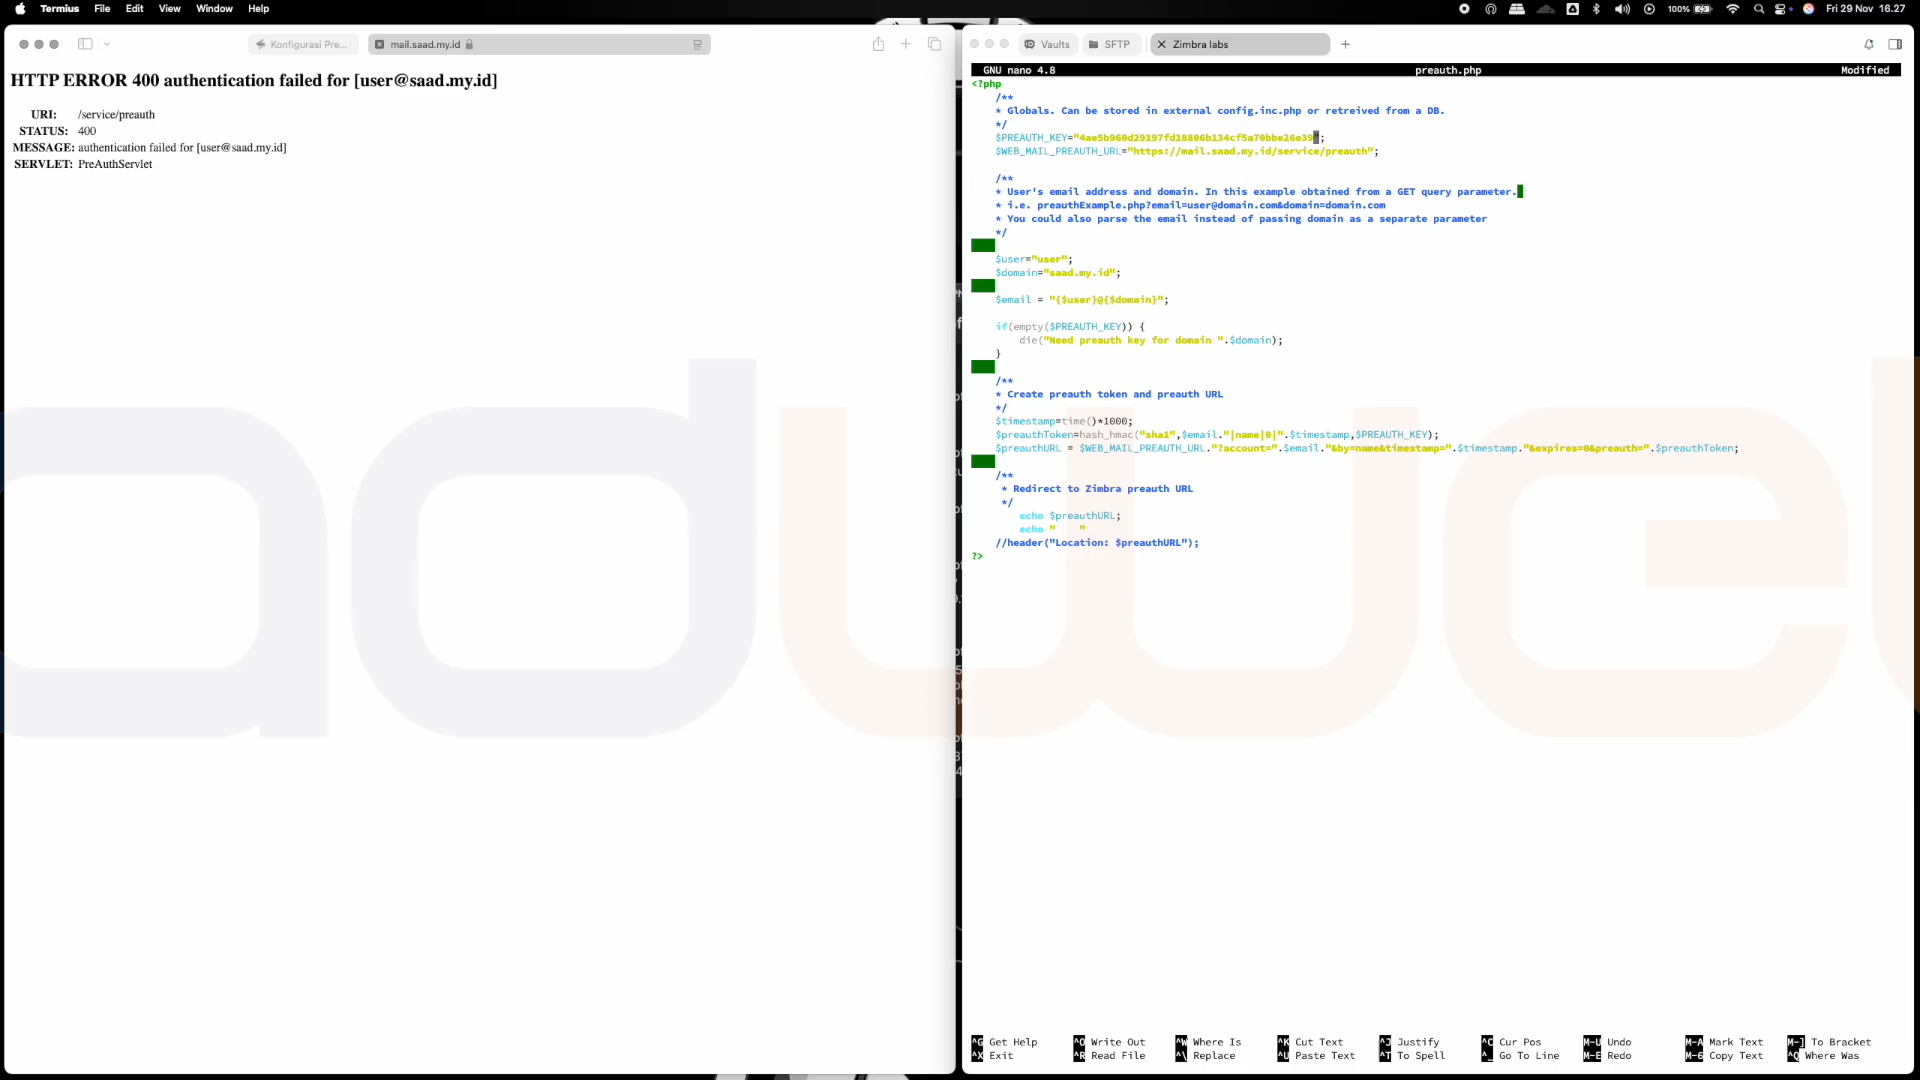 Termius File Edit View Window Help
100% Fri 29 Nov 16.27
Konfigurasi Pre...
mail.saad.my.id
HTTP ERROR 400 authentication failed for [user@saad.my.id]
URI: /service/preauth
STATUS: 400
MESSAGE: authentication failed for [user@saad.my.id]
SERVLET: PreAuthServlet
Vaults SFTP Zimbra labs
GNU nano 4.8 preauth.php Modified
<?php
/**
* Globals. Can be stored in external config.inc.php or retreived from a DB.
*/
$PREAUTH_KEY="4ae5b960d29197fd18806b134cf5a70bbe26e39";
$WEB_MAIL_PREAUTH_URL="https://mail.saad.my.id/service/preauth";
/**
* User's email address and domain. In this example obtained from a GET query parameter.
* i.e. preauthExample.php?email=user@domain.com&domain=domain.com
* You could also parse the email instead of passing domain as a separate parameter
*/
$user="user";
$domain="saad.my.id";
$email = "{$user}@{$domain}";
if(empty($PREAUTH_KEY)) {
die("Need preauth key for domain ".$domain);
}
/**
* Create preauth token and preauth URL
*/
$timestamp=time()*1000;
$preauthToken=hash_hmac("sha1",$email."|name|0|".$timestamp,$PREAUTH_KEY);
$preauthURL = $WEB_MAIL_PREAUTH_URL."?account=".$email."&by=name&timestamp=".$timestamp."&expires=0&preauth=".$preauthToken;
/**
* Redirect to Zimbra preauth URL
*/
echo $preauthURL;
echo "    "
//header("Location: $preauthURL");
?>
^G Get Help ^O Write Out ^W Where Is ^K Cut Text ^J Justify ^C Cur Pos M-U Undo M-A Mark Text M-] To Bracket
^X Exit ^R Read File ^\ Replace ^U Paste Text ^T To Spell ^_ Go To Line M-E Redo M-6 Copy Text ^Q Where Was